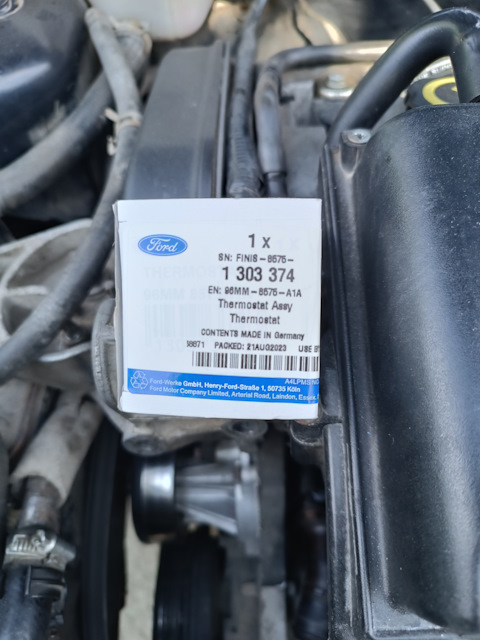 Ford
1 x
SN: FINIS-8575-
1 303 374
EN: 96MM-8575-A1A
Thermostat Assy
Thermostat
CONTENTS MADE IN Germany
PACKED: 21AUG2023 USE BY
Ford-Werke GmbH, Henry-Ford-Straße 1, 50735 Köln
Ford Motor Company Limited, Arterial Road, Laindon, Essex